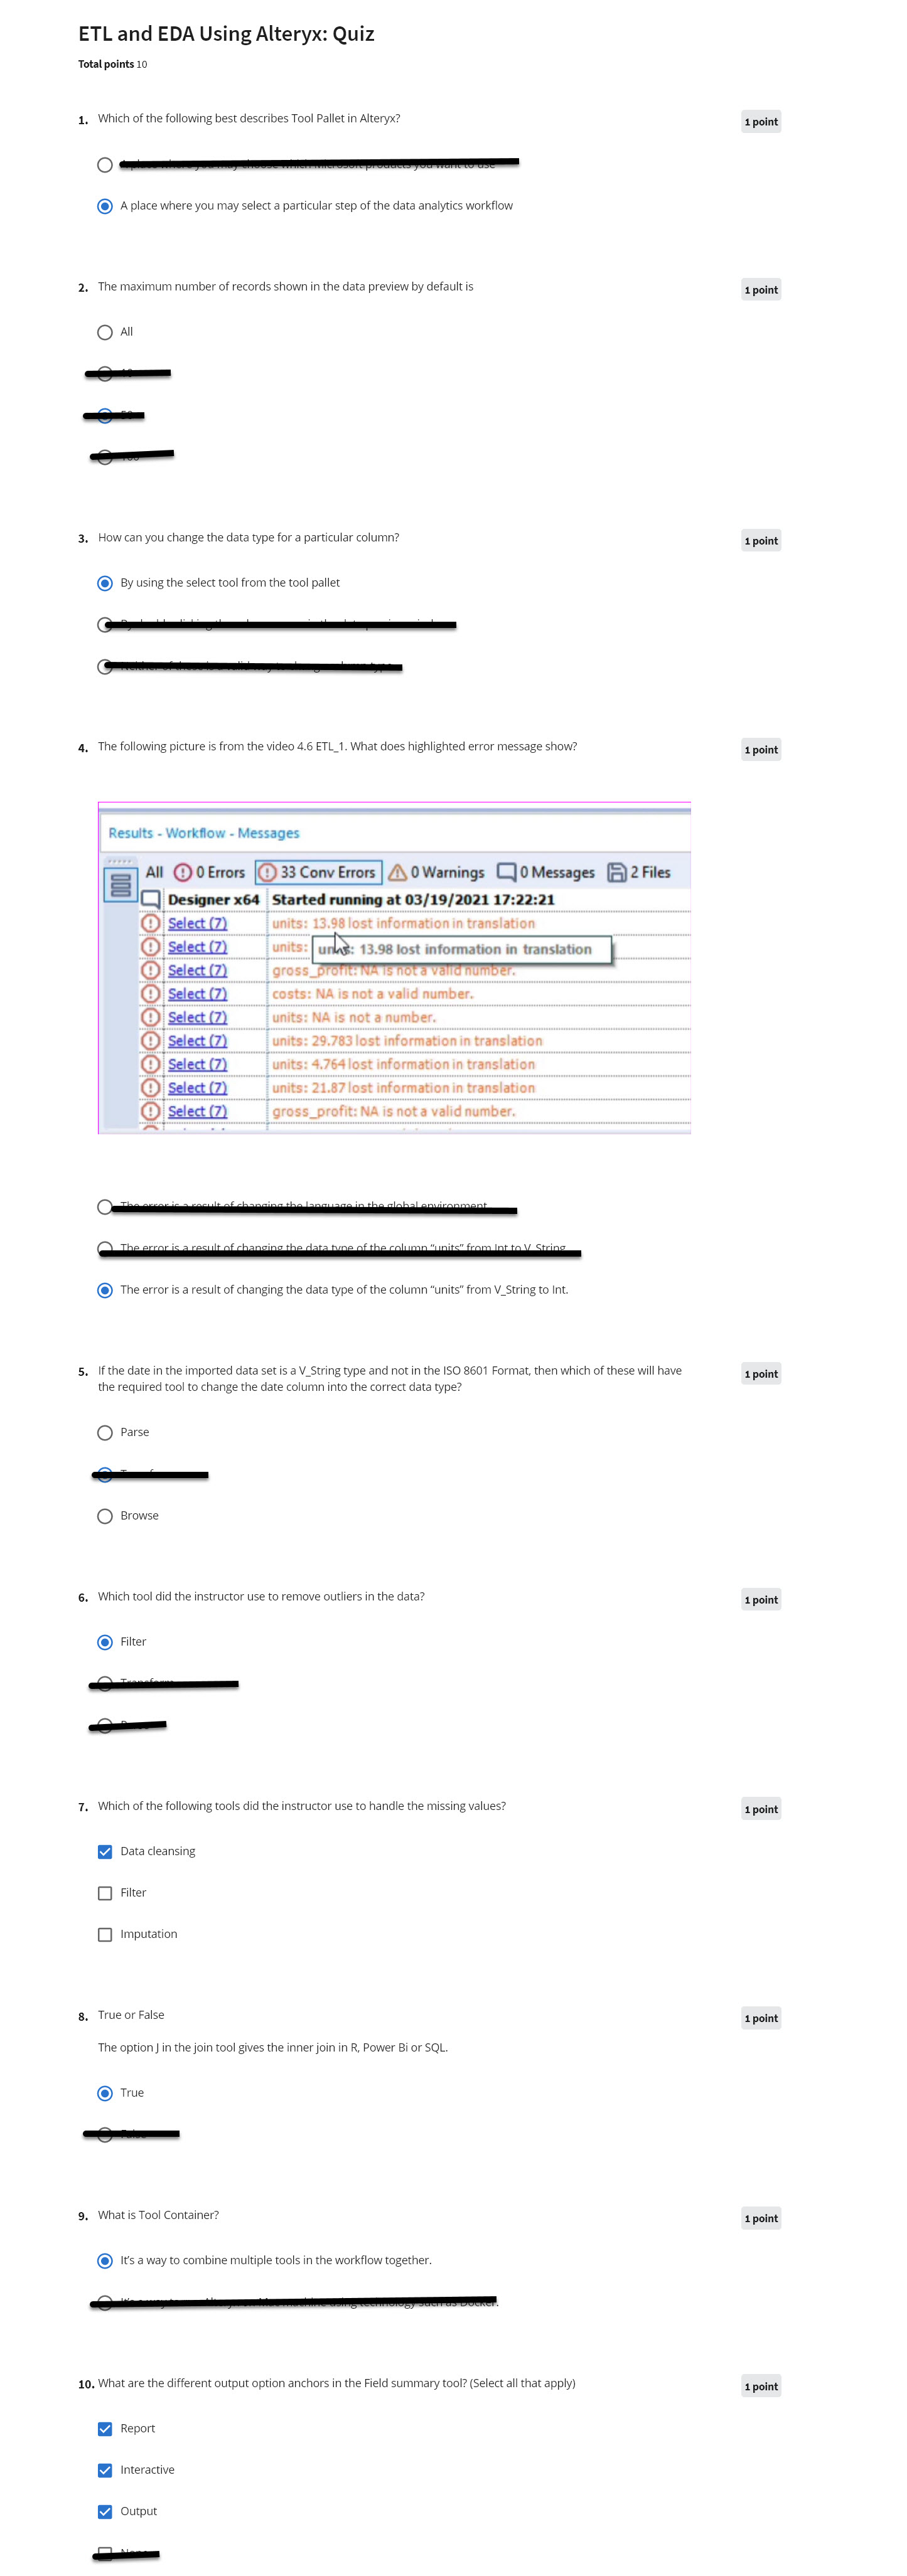 ETL and EDA Using Alteryx: Quiz
Total points 10
1. Which of the following best describes Tool Pallet in Alteryx?
1 point
A place where you may choose which Microsoft products you want to use
A place where you may select a particular step of the data analytics workflow
2. The maximum number of records shown in the data preview by default is
1 point
All
3. How can you change the data type for a particular column?
1 point
By using the select tool from the tool pallet
4. The following picture is from the video 4.6 ETL_1. What does highlighted error message show?
1 point
Results - Workflow - Messages
All 0 Errors 33 Conv Errors 0 Warnings 0 Messages 2 Files
Designer x64 Started running at 03/19/2021 17:22:21
Select (7) units: 13.98 lost information in translation
Select (7) units: units: 13.98 lost information in translation
Select (7) gross_profit: NA is not a valid number.
Select (7) costs: NA is not a valid number.
Select (7) units: NA is not a number.
Select (7) units: 29.783 lost information in translation
Select (7) units: 4.764 lost information in translation
Select (7) units: 21.87 lost information in translation
Select (7) gross_profit: NA is not a valid number.
The error is a result of changing the language in the global environment
The error is a result of changing the data type of the column “units” from Int to V_String
The error is a result of changing the data type of the column “units” from V_String to Int.
5. If the date in the imported data set is a V_String type and not in the ISO 8601 Format, then which of these will have
the required tool to change the date column into the correct data type?
1 point
Parse
Browse
6. Which tool did the instructor use to remove outliers in the data?
1 point
Filter
Transform
7. Which of the following tools did the instructor use to handle the missing values?
1 point
Data cleansing
Filter
Imputation
8. True or False
1 point
The option J in the join tool gives the inner join in R, Power Bi or SQL.
True
9. What is Tool Container?
1 point
It’s a way to combine multiple tools in the workflow together.
using technology such as Docker.
10. What are the different output option anchors in the Field summary tool? (Select all that apply)
1 point
Report
Interactive
Output